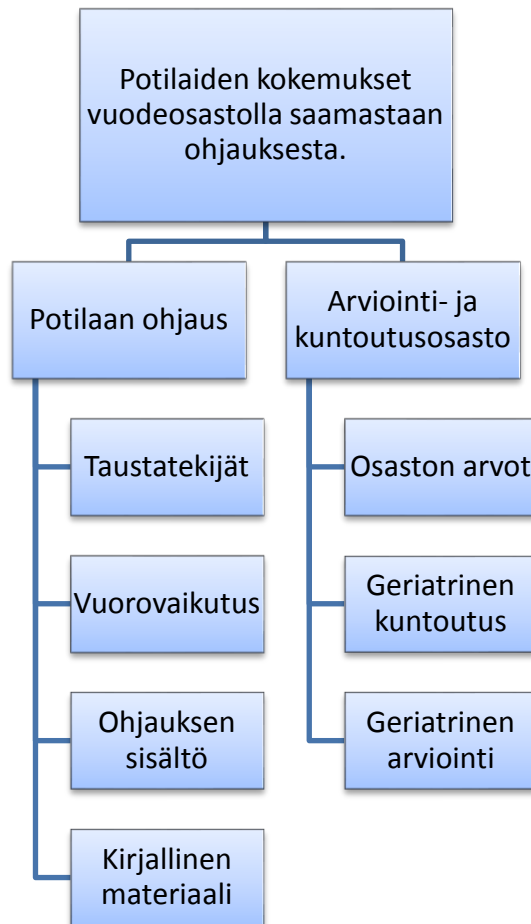 Potilaiden kokemukset
vuodeosastolla saamastaan
ohjauksesta.
Potilaan ohjaus
Taustatekijät
Vuorovaikutus
Ohjauksen
sisältö
Kirjallinen
materiaali
Arviointi- ja
kuntoutusosasto
Osaston arvot
Geriatrinen
kuntoutus
Geriatrinen
arviointi